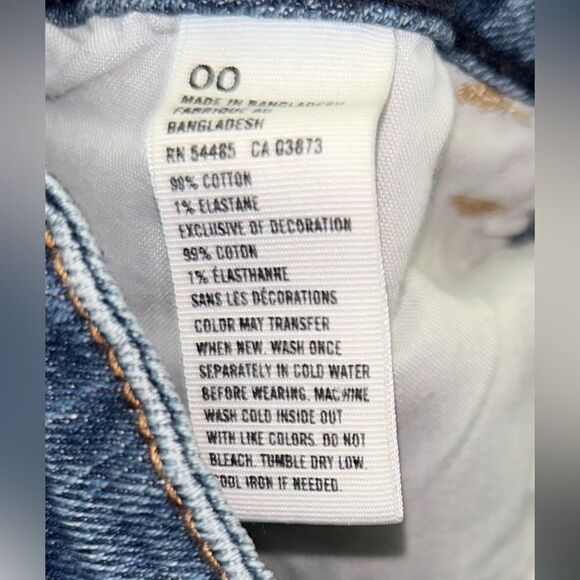 00
MADE IN BANGLADESH
FABRIQUE AU
BANGLADESH
RN 54485 CA 03873
99% COTTON
1% ELASTANE
EXCLUSIVE OF DECORATION
99% COTON
1% ÉLASTHANNE
SANS LES DÉCORATIONS
COLOR MAY TRANSFER
WHEN NEW. WASH ONCE
SEPARATELY IN COLD WATER
BEFORE WEARING. MACHINE
WASH COLD INSIDE OUT
WITH LIKE COLORS. DO NOT
BLEACH. TUMBLE DRY LOW.
COOL IRON IF NEEDED.